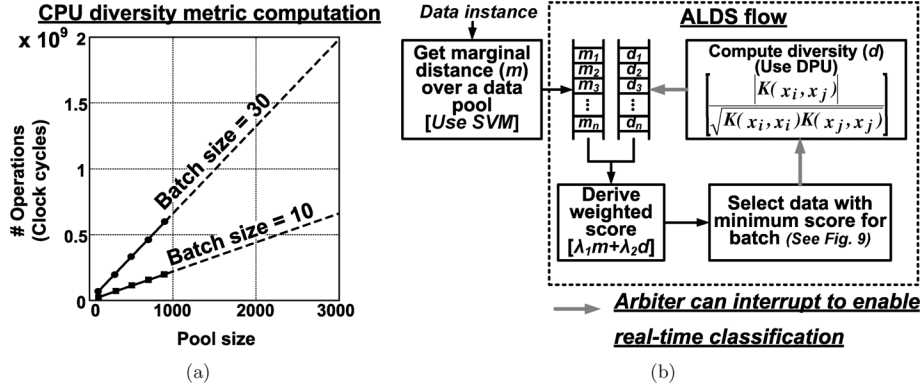 CPU diversity metric computation
x 10^9
2
1.5
1
0.5
0
# Operations
(Clock cycles)
Batch size = 30
Batch size = 10
0 1000 2000 3000
Pool size
(a)
Data instance
Get marginal
distance (m)
over a data
pool
[Use SVM]
ALDS flow
m1
m2
m3
⋮
mn
d1
d2
d3
⋮
dn
Compute diversity (d)
(Use DPU)
[|K(xi,xj)| / √K(xi,xi)K(xj,xj)]
Derive
weighted
score
[λ1m+λ2d]
Select data with
minimum score for
batch (See Fig. 9)
Arbiter can interrupt to enable
real-time classification
(b)